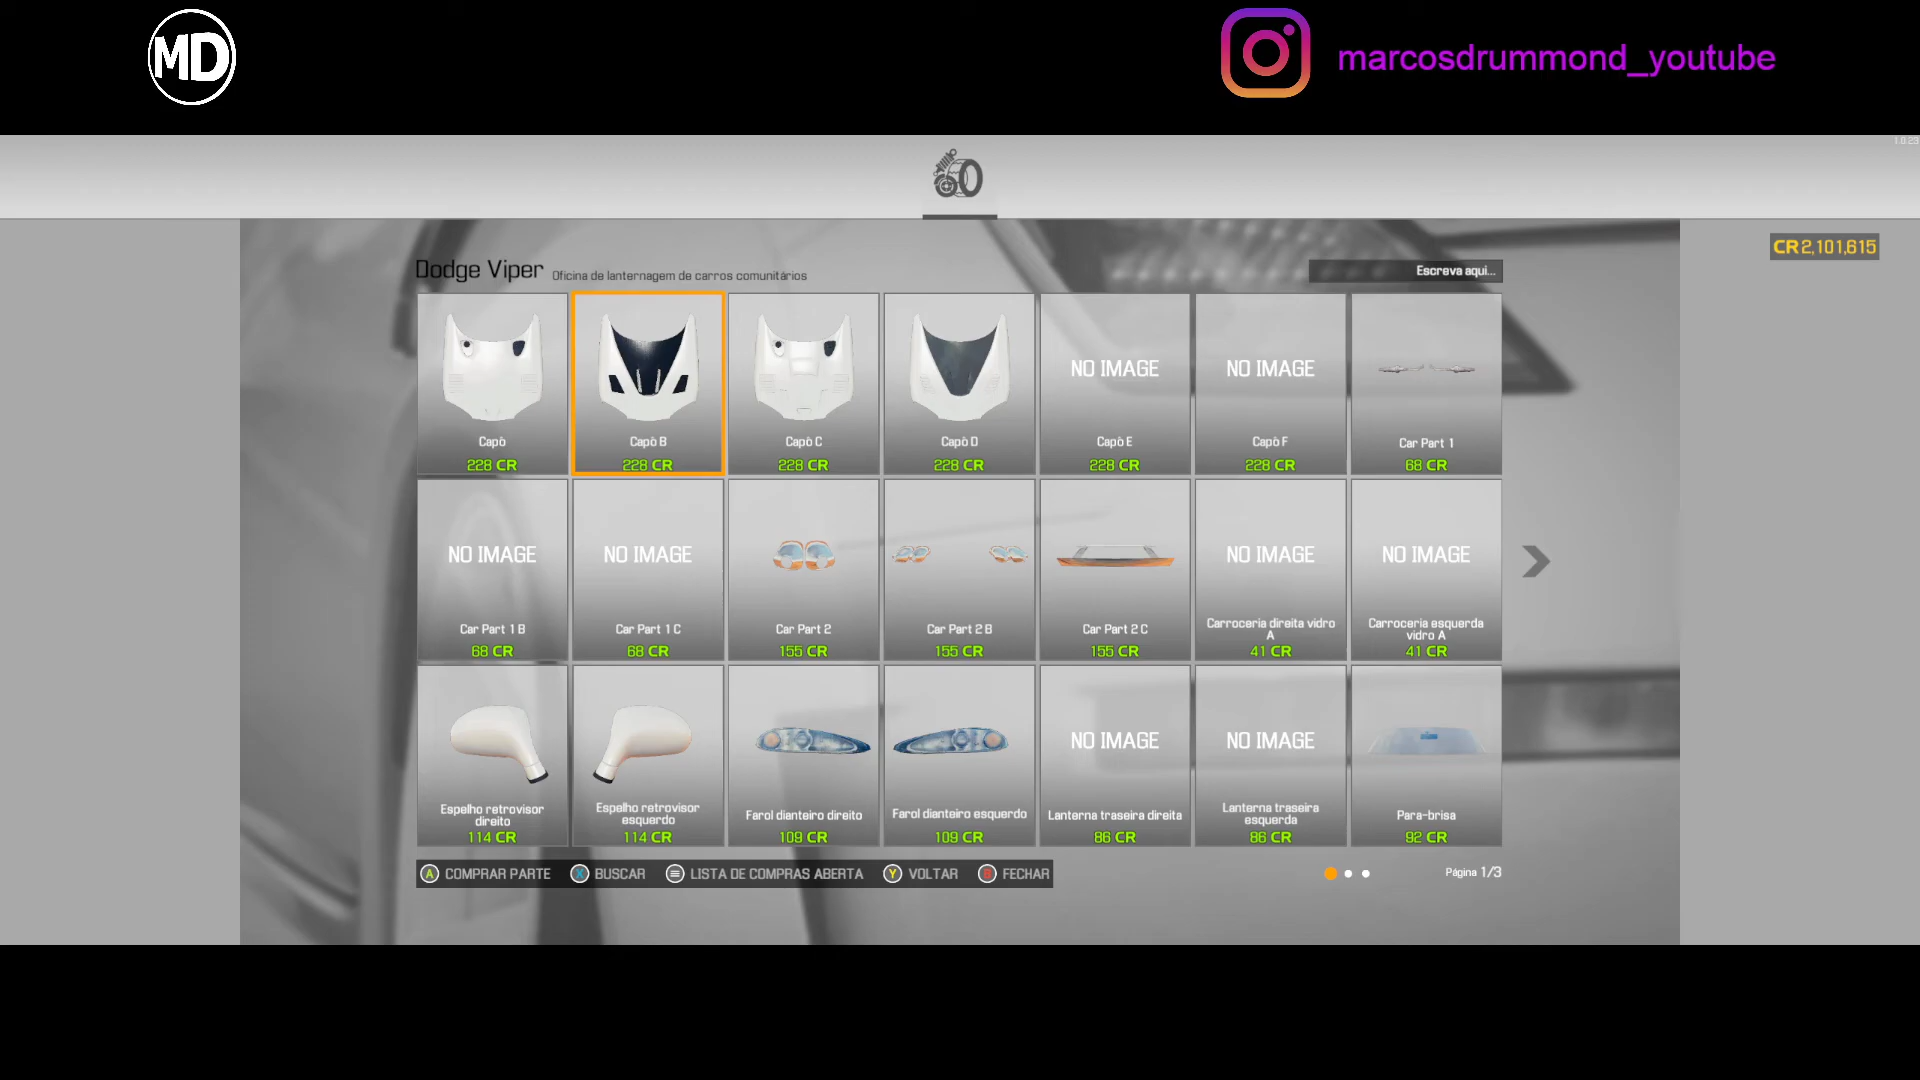 MD
marcosdrummond_youtube
1.0.23
CR2,101,615
Dodge Viper Oficina de lanternagem de carros comunitários
Escreva aqui...
Capô
228 CR
Capô B
228 CR
Capô C
228 CR
Capô D
228 CR
NO IMAGE
Capô E
228 CR
NO IMAGE
Capô F
228 CR
Car Part 1
68 CR
NO IMAGE
Car Part 1 B
68 CR
NO IMAGE
Car Part 1 C
68 CR
Car Part 2
155 CR
Car Part 2 B
155 CR
Car Part 2 C
155 CR
NO IMAGE
Carroceria direita vidro
A
41 CR
NO IMAGE
Carroceria esquerda
vidro A
41 CR
Espelho retrovisor
direito
114 CR
Espelho retrovisor
esquerdo
114 CR
Farol dianteiro direito
109 CR
Farol dianteiro esquerdo
109 CR
NO IMAGE
Lanterna traseira direita
86 CR
NO IMAGE
Lanterna traseira
esquerda
86 CR
Para-brisa
92 CR
A COMPRAR PARTE X BUSCAR LISTA DE COMPRAS ABERTA Y VOLTAR B FECHAR
Página 1/3